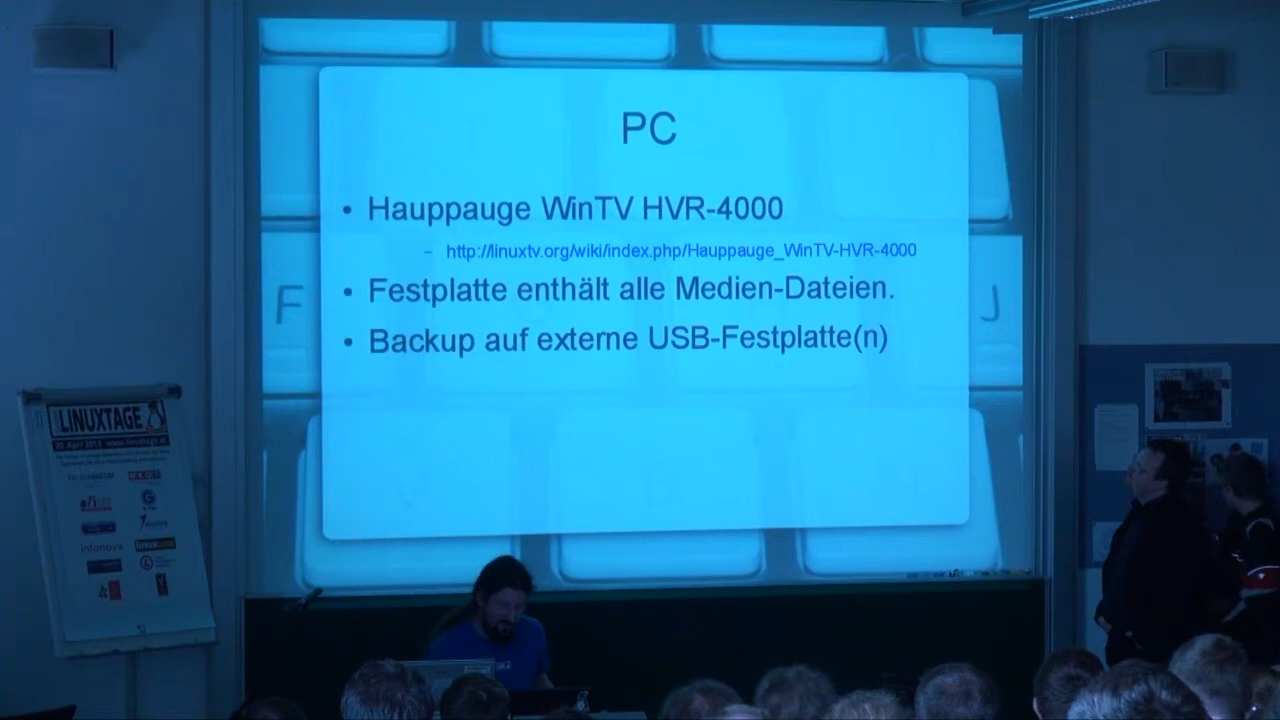 PC
• Hauppauge WinTV HVR-4000
– http://linuxtv.org/wiki/index.php/Hauppauge_WinTV-HVR-4000
• Festplatte enthält alle Medien-Dateien.
• Backup auf externe USB-Festplatte(n)
F
J
LINUXTAGE
infonova